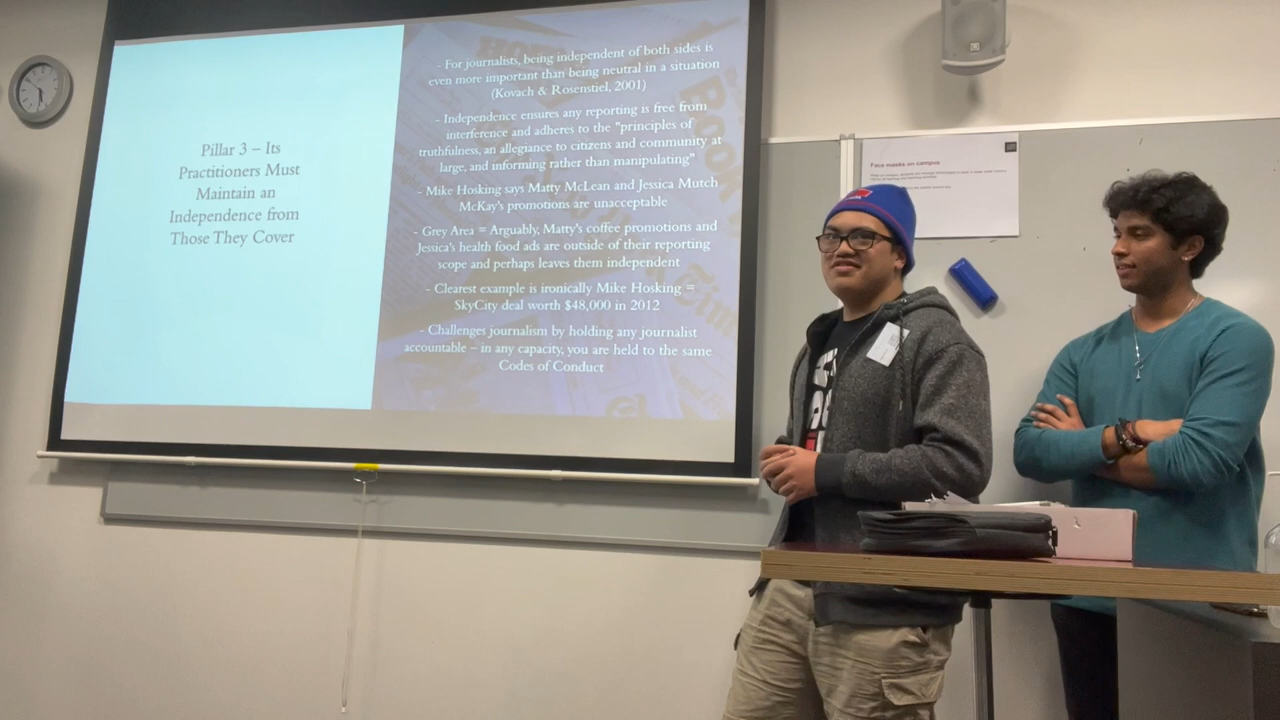 Pillar 3 – Its
Practitioners Must
Maintain an
Independence from
Those They Cover
- For journalists, being independent of both sides is
even more important than being neutral in a situation
(Kovach & Rosenstiel, 2001)
- Independence ensures any reporting is free from
interference and adheres to the "principles of
truthfulness, an allegiance to citizens and community at
large, and informing rather than manipulating"
- Mike Hosking says Matty McLean and Jessica Mutch
McKay's promotions are unacceptable
- Grey Area = Arguably, Matty's coffee promotions and
Jessica's health food ads are outside of their reporting
scope and perhaps leaves them independent
- Clearest example is ironically Mike Hosking =
SkyCity deal worth $48,000 in 2012
- Challenges journalism by holding any journalist
accountable – in any capacity, you are held to the same
Codes of Conduct
Face masks on campus